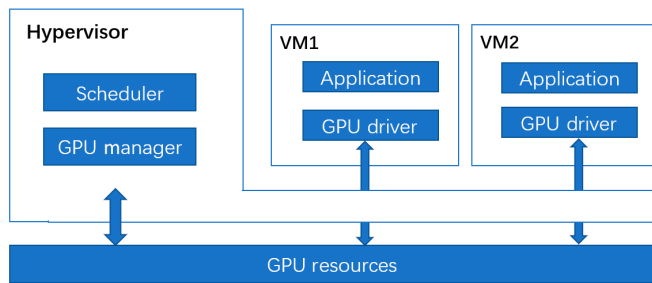 Hypervisor
Scheduler
GPU manager
VM1
Application
GPU driver
VM2
Application
GPU driver
GPU resources